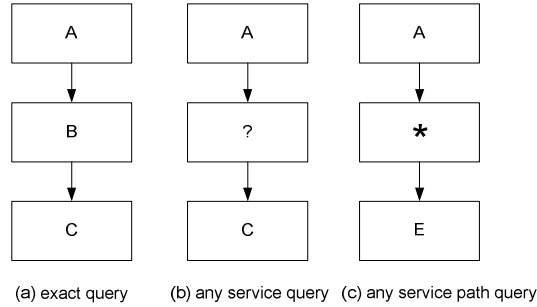 A A A
B ? *
C C E
(a) exact query (b) any service query (c) any service path query